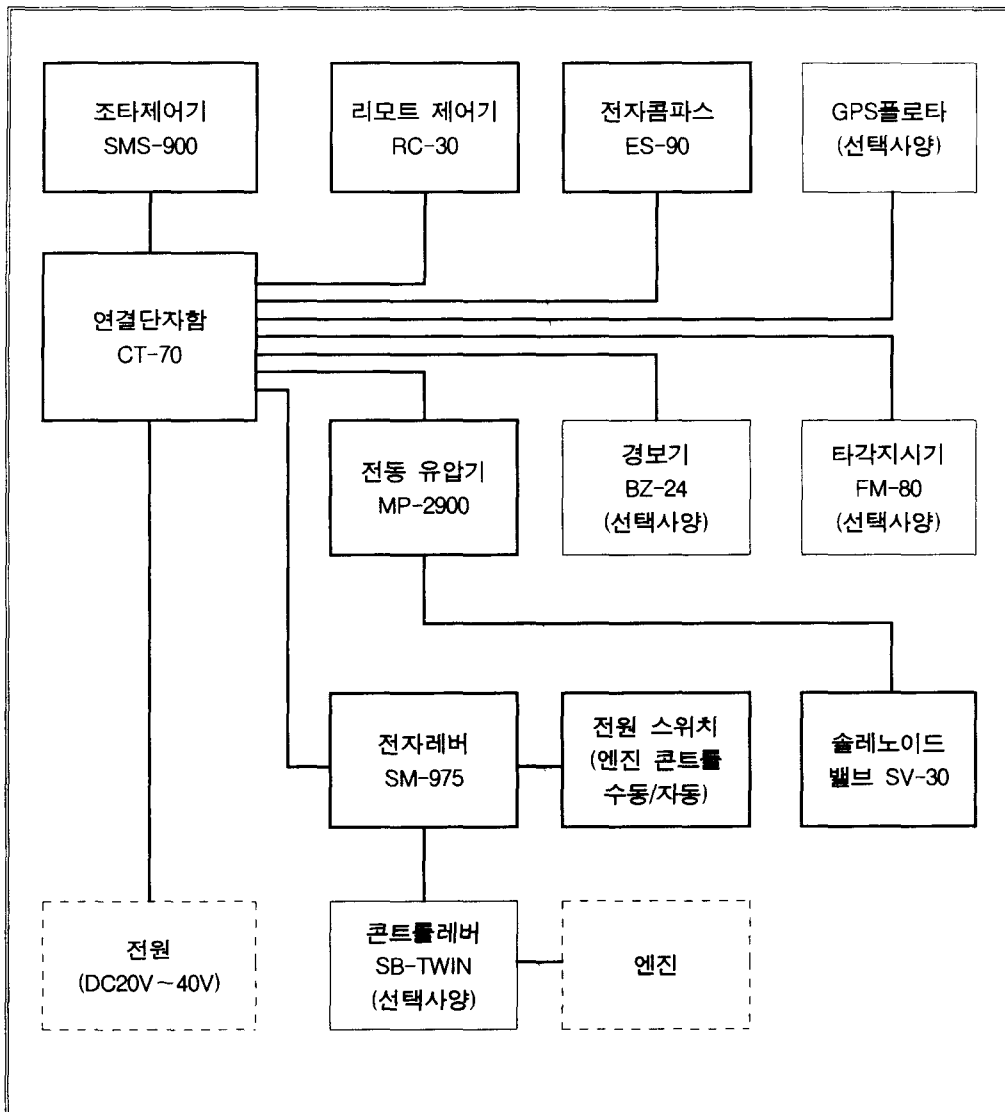 조타제어기
SMS-900
리모트 제어기
RC-30
전자콤파스
ES-90
GPS플로타
(선택사양)
연결단자함
CT-70
전동 유압기
MP-2900
경보기
BZ-24
(선택사양)
타각지시기
FM-80
(선택사양)
전자레버
SM-975
전원 스위치
(엔진 콘트롤
수동/자동)
솔레노이드
밸브 SV-30
전원
(DC20V~40V)
콘트롤레버
SB-TWIN
(선택사양)
엔진